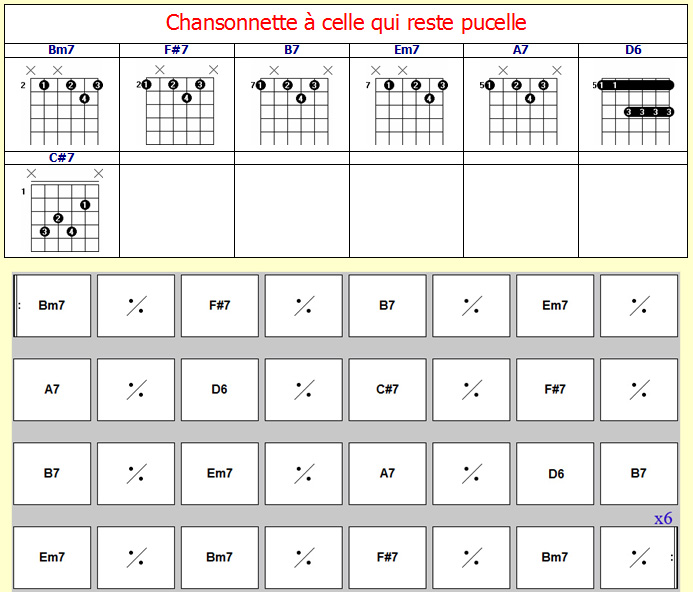 Chansonnette à celle qui reste pucelle
Bm7 F#7 B7 Em7 A7 D6
× × × × × × × × × ×
2 1 2 3 2 1 2 3 7 1 2 3 7 1 2 3 5 1 2 3 5 1 1
4 4 4 4 4
3 3 3 3
C#7
× ×
1
1
2
3 4
Bm7 % F#7 % B7 % Em7 %
A7 % D6 % C#7 % F#7 %
B7 % Em7 % A7 % D6 B7
x6
Em7 % Bm7 % F#7 % Bm7 %